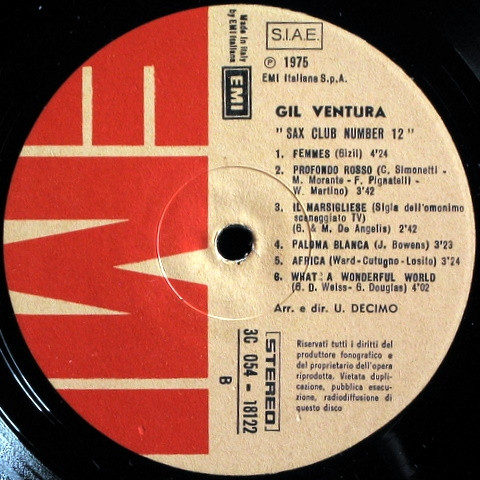 S.I.A.E.
℗ 1975
EMI Italiana S.p.A.
Made in Italy
by EMI Italiana
EMI
GIL VENTURA
"SAX CLUB NUMBER 12"
1. FEMMES (Gizii) 4'24
2. PROFONDO ROSSO (C. Simonetti -
M. Morante - F. Pignatelli -
W. Martino) 3'42
3. IL MARSIGLIESE (Sigla dell'omonimo
sceneggiato TV)
(G. & M. De Angelis) 2'42
4. PALOMA BLANCA (J. Bowens) 3'23
5. AFRICA (Ward-Cutugno-Losito) 3'24
6. WHAT A WONDERFUL WORLD
(G. D. Weiss - G. Douglas) 4'02
Arr. e dir. U. DECIMO
STEREO
3C 054 - 18122
B
Riservati tutti i diritti del
produttore fonografico e
del proprietario dell'opera
riprodotta. Vietata dupli-
cazione, pubblica esecu-
zione, radiodiffusione di
questo disco
EMI